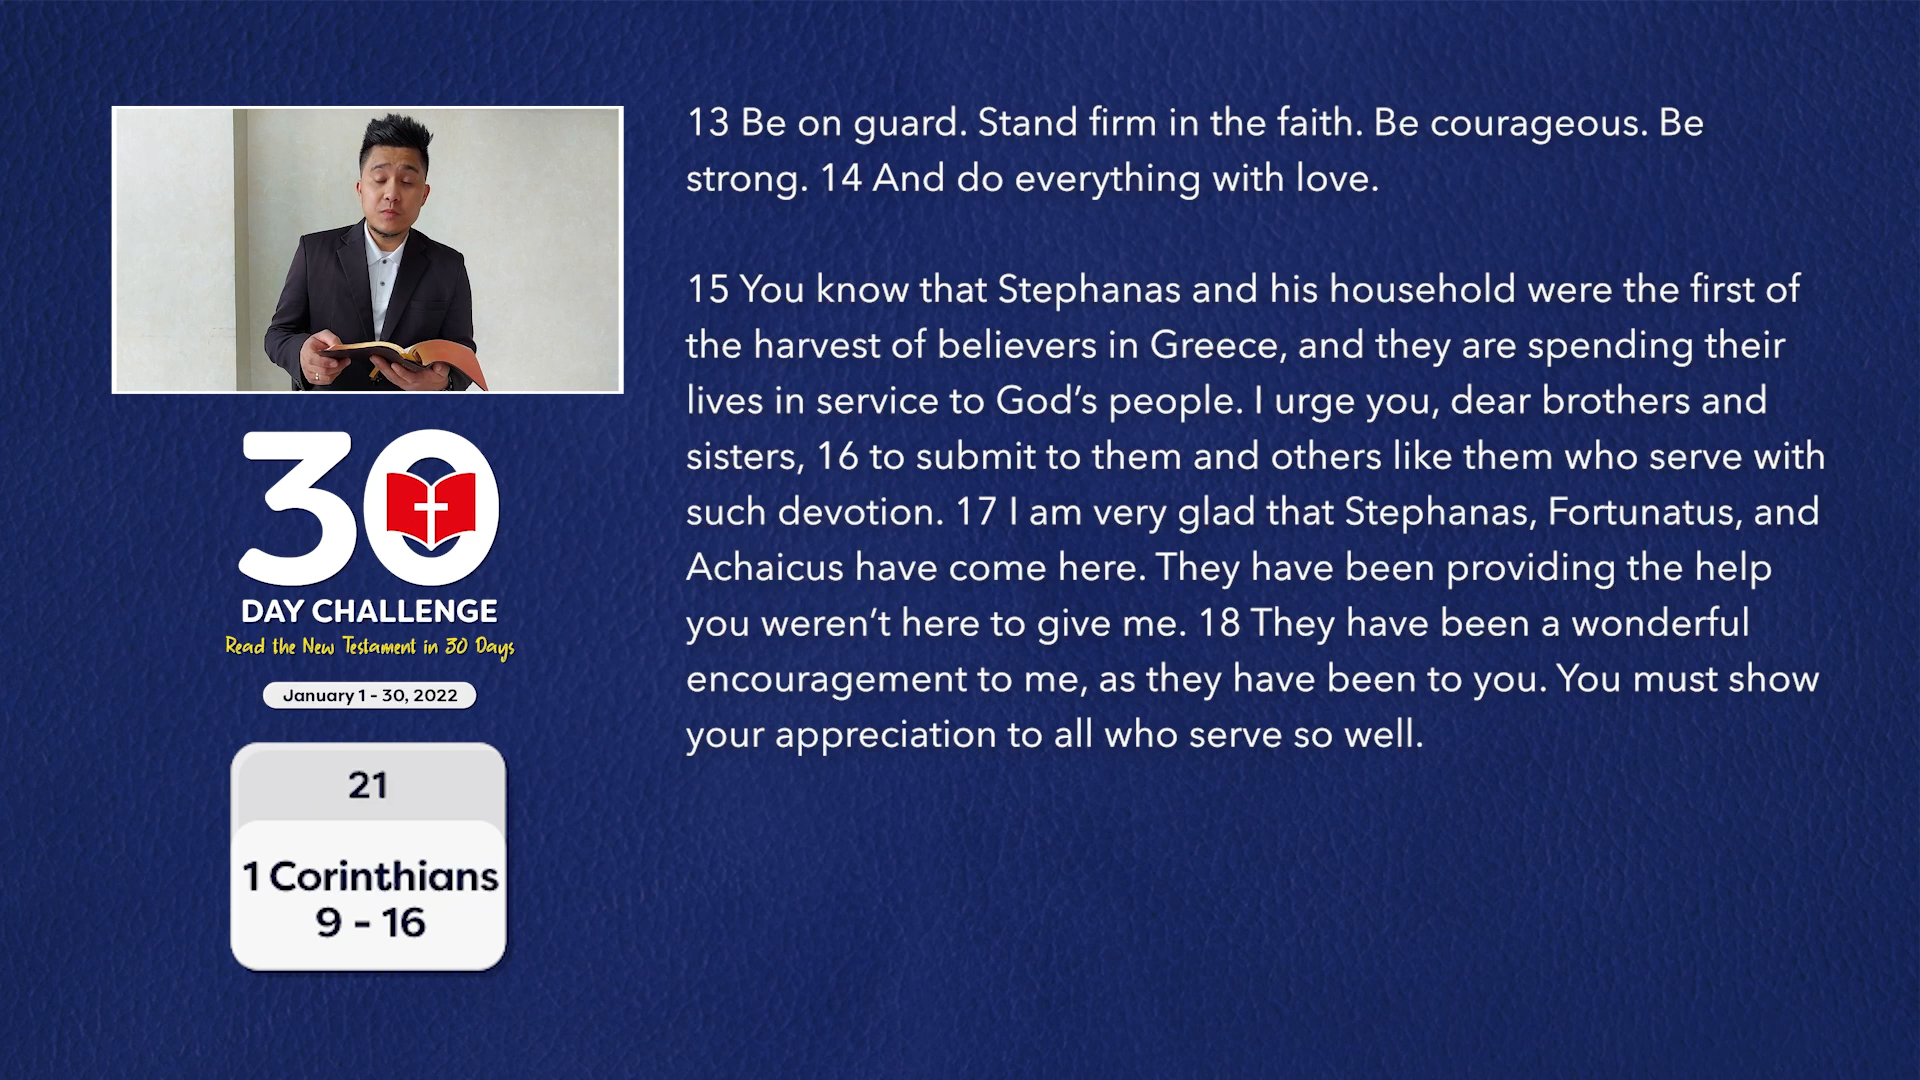 13 Be on guard. Stand firm in the faith. Be courageous. Be
strong. 14 And do everything with love.
15 You know that Stephanas and his household were the first of
the harvest of believers in Greece, and they are spending their
lives in service to God’s people. I urge you, dear brothers and
sisters, 16 to submit to them and others like them who serve with
such devotion. 17 I am very glad that Stephanas, Fortunatus, and
Achaicus have come here. They have been providing the help
you weren’t here to give me. 18 They have been a wonderful
encouragement to me, as they have been to you. You must show
your appreciation to all who serve so well.
30
DAY CHALLENGE
Read the New Testament in 30 Days
January 1 - 30, 2022
21
1 Corinthians
9 - 16